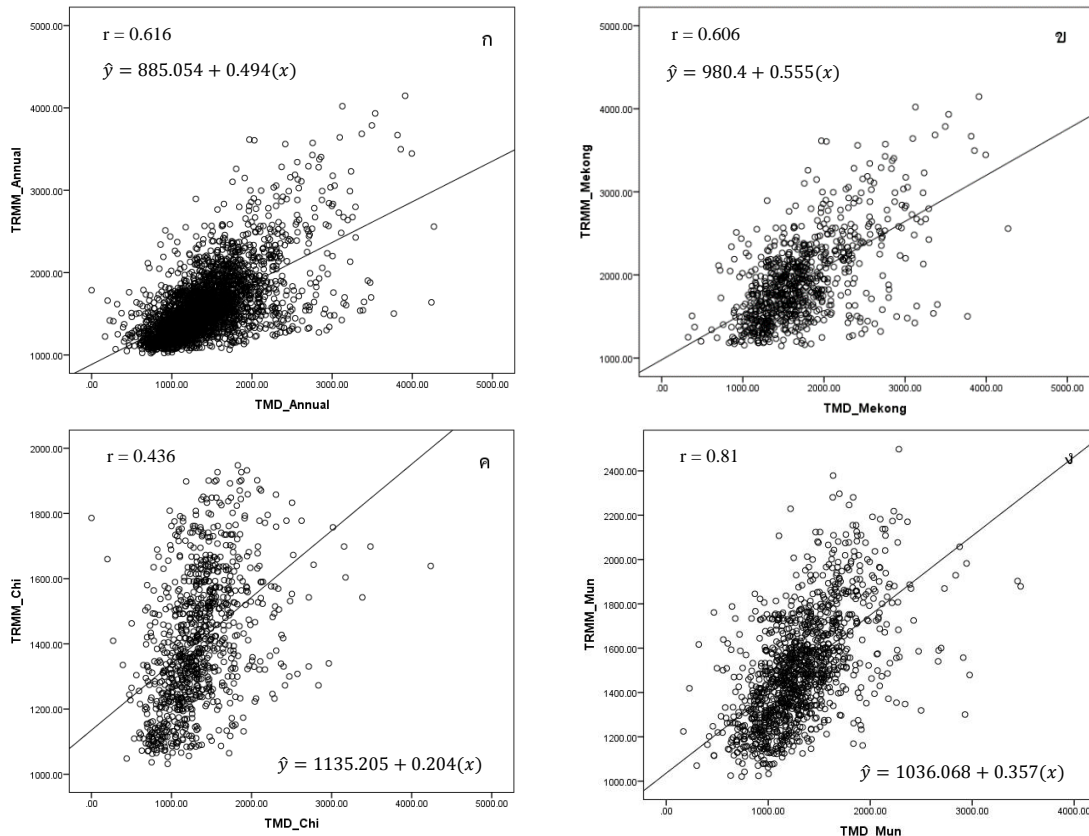 r = 0.616
ก
ŷ = 885.054 + 0.494(x)
5000.00
4000.00
3000.00
2000.00
1000.00
TRMM_Annual
.00 1000.00 2000.00 3000.00 4000.00 5000.00
TMD_Annual
r = 0.606
ข
ŷ = 980.4 + 0.555(x)
5000.00
4000.00
3000.00
2000.00
1000.00
TRMM_Mekong
.00 1000.00 2000.00 3000.00 4000.00 5000.00
TMD_Mekong
r = 0.436
ค
2000.00
1800.00
1600.00
1400.00
1200.00
1000.00
TRMM_Chi
ŷ = 1135.205 + 0.204(x)
.00 1000.00 2000.00 3000.00 4000.00 5000.00
TMD_Chi
r = 0.81
ง
2400.00
2200.00
2000.00
1800.00
1600.00
1400.00
1200.00
1000.00
TRMM_Mun
ŷ = 1036.068 + 0.357(x)
.00 1000.00 2000.00 3000.00 4000.00
TMD_Mun